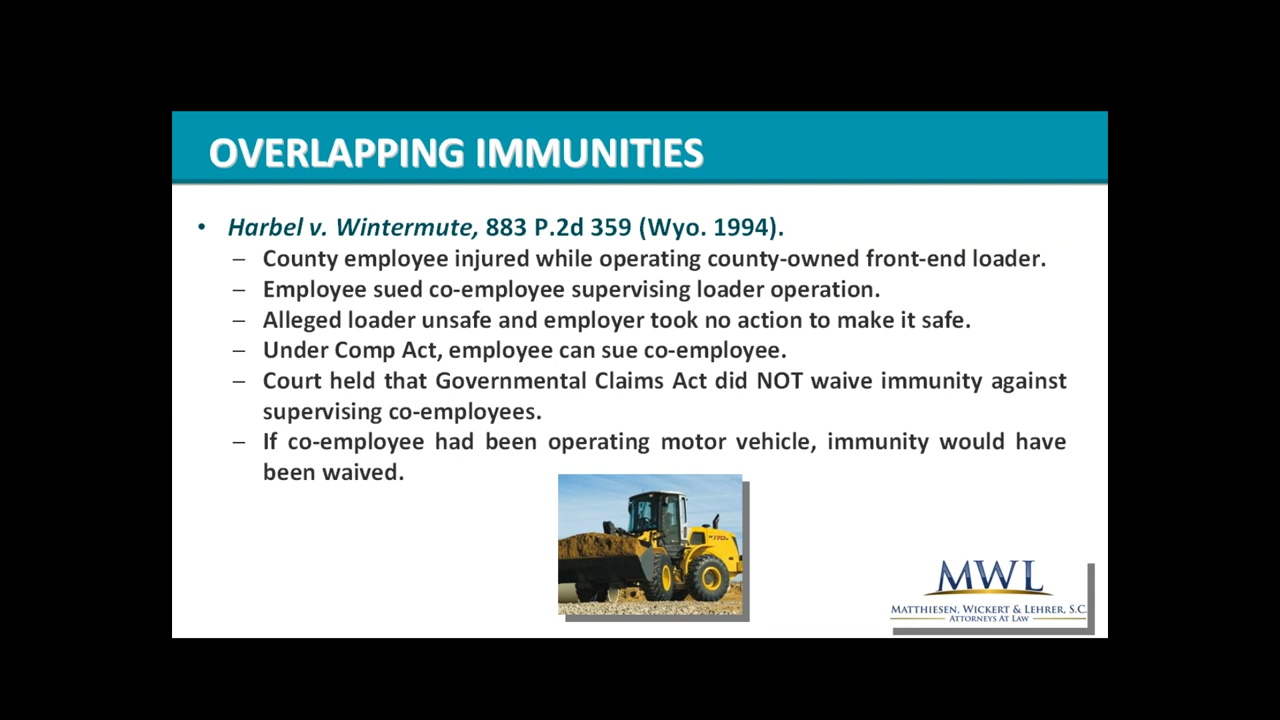 OVERLAPPING IMMUNITIES
• Harbel v. Wintermute, 883 P.2d 359 (Wyo. 1994).
– County employee injured while operating county-owned front-end loader.
– Employee sued co-employee supervising loader operation.
– Alleged loader unsafe and employer took no action to make it safe.
– Under Comp Act, employee can sue co-employee.
– Court held that Governmental Claims Act did NOT waive immunity against
supervising co-employees.
– If co-employee had been operating motor vehicle, immunity would have
been waived.
MWL
MATTHIESEN, WICKERT & LEHRER, S.C.
ATTORNEYS AT LAW